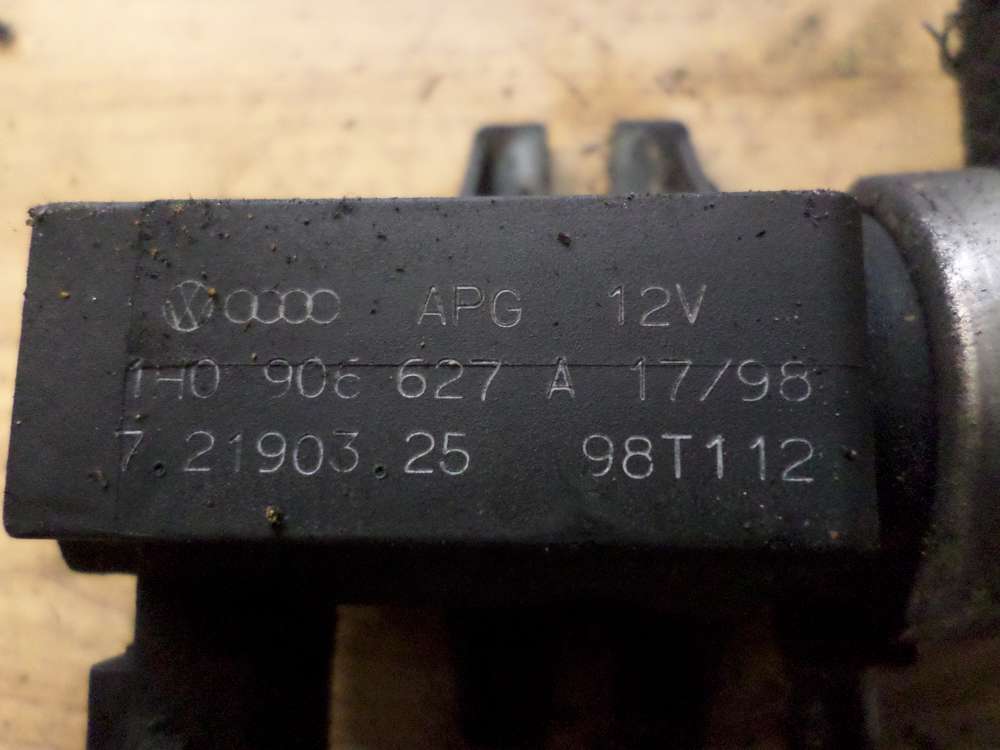 APG 12V
1H0 906 627 A 17/98
7.21903.25 98T112